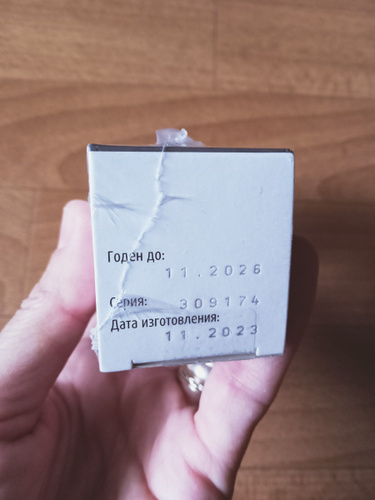 Годен до:
11.2026
Серия: 309174
Дата изготовления:
11.2023